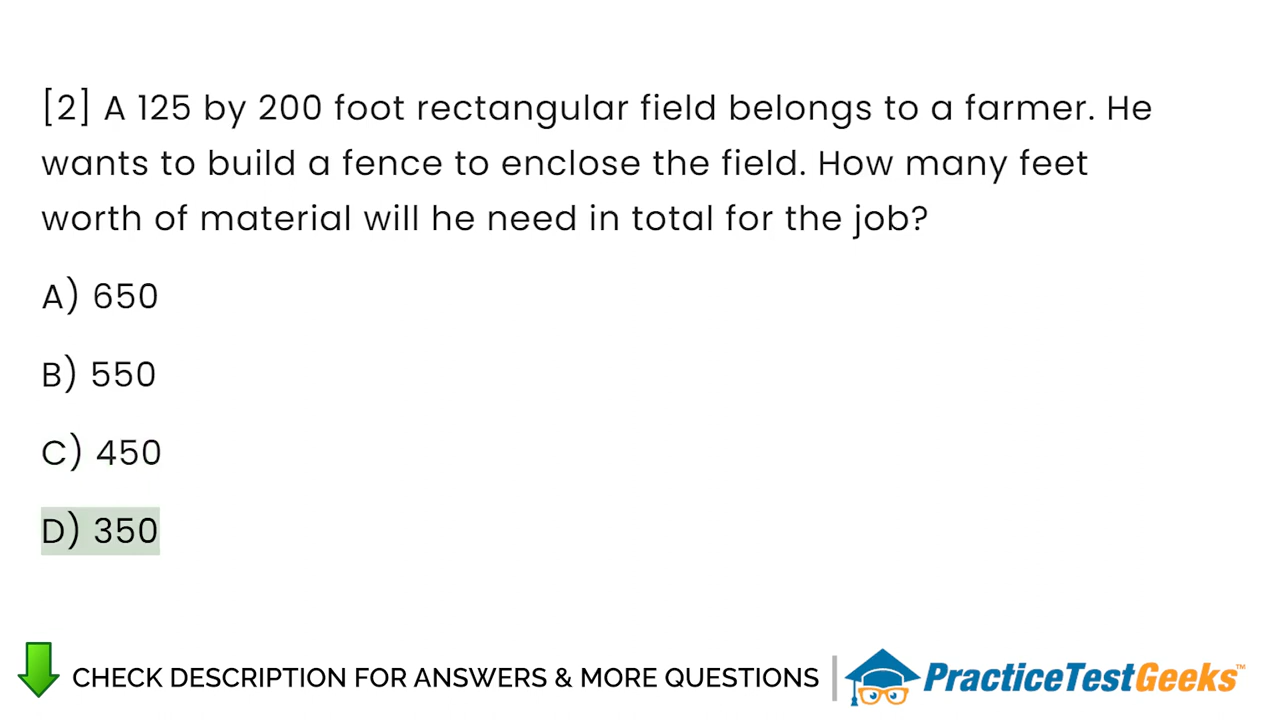 [2] A 125 by 200 foot rectangular field belongs to a farmer. He
wants to build a fence to enclose the field. How many feet
worth of material will he need in total for the job?
A) 650
B) 550
C) 450
D) 350
CHECK DESCRIPTION FOR ANSWERS & MORE QUESTIONS
PracticeTestGeeks™